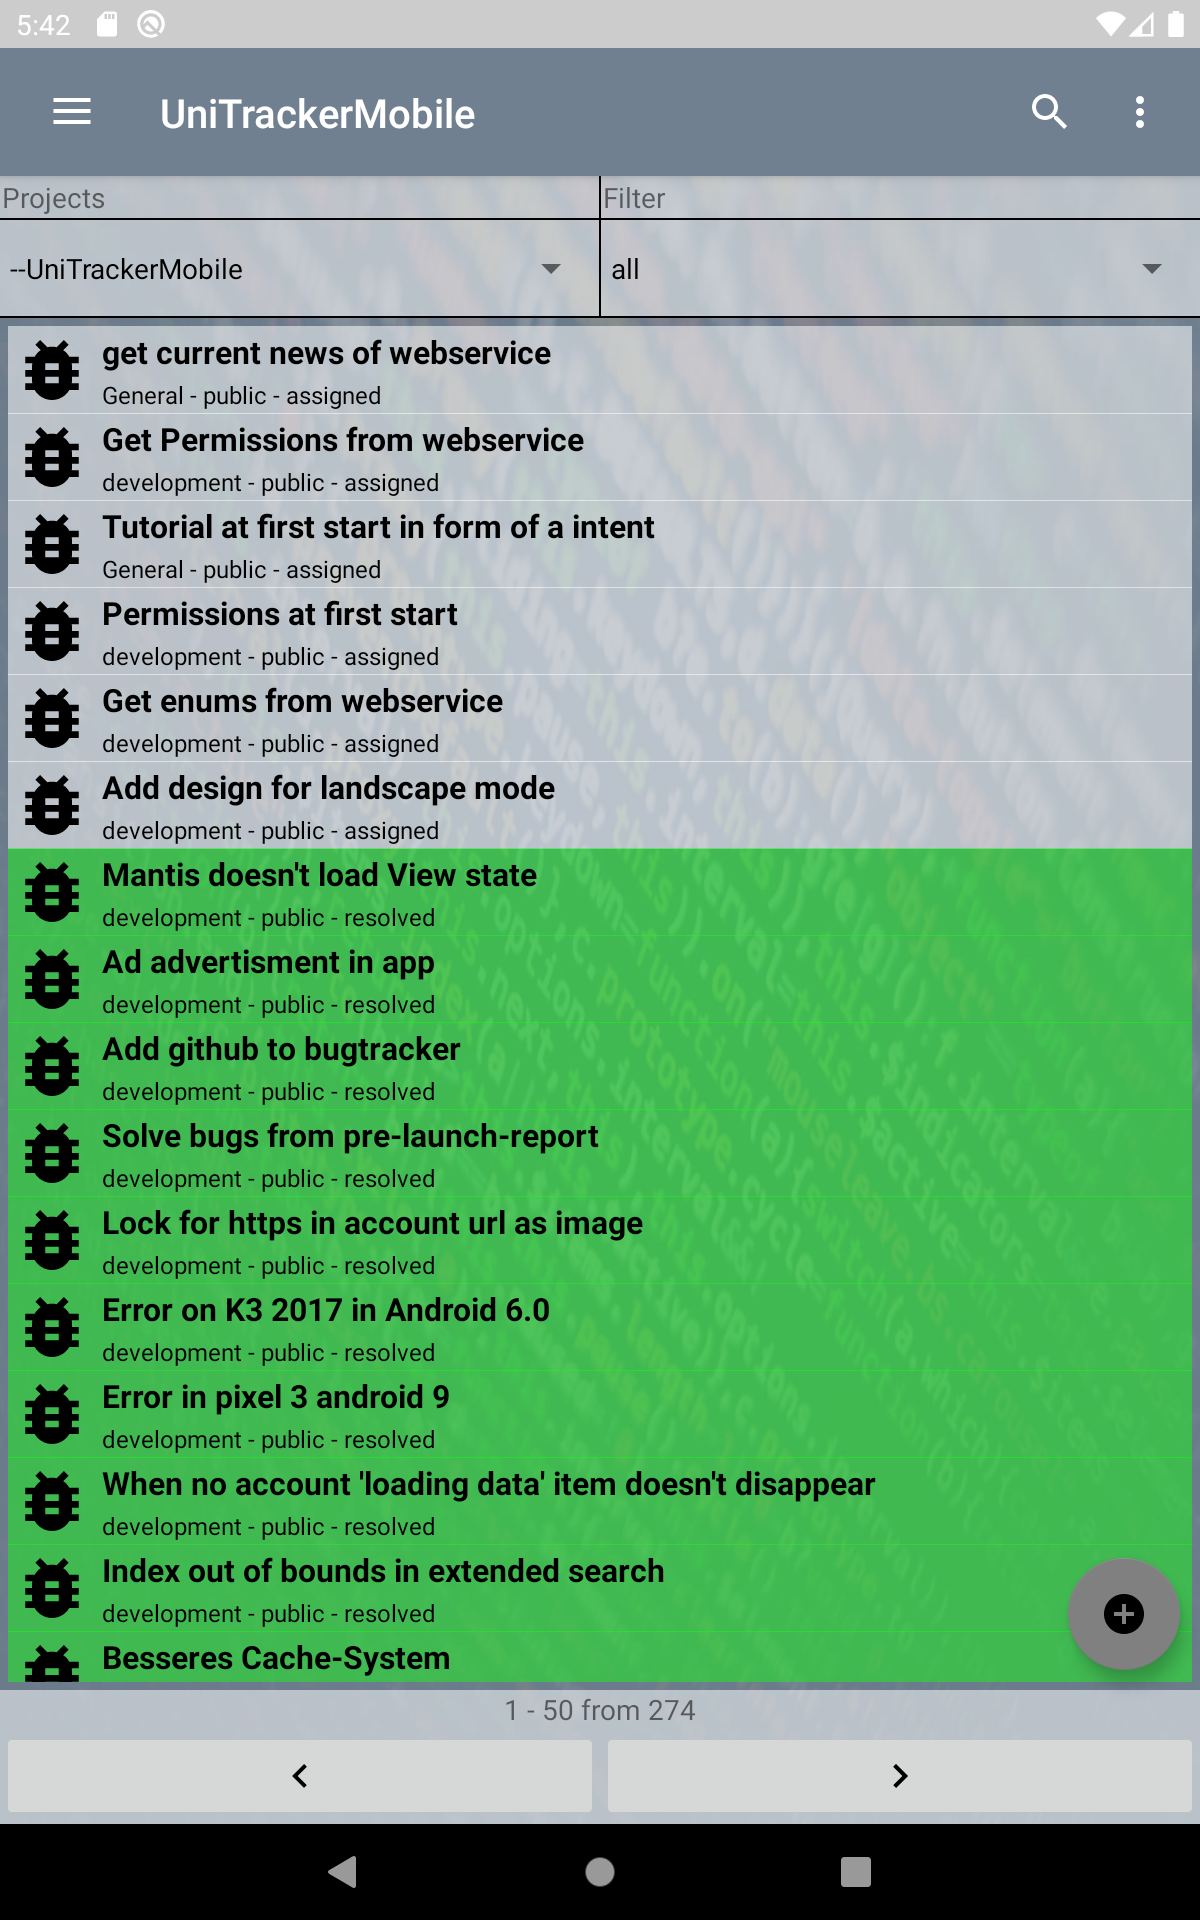 5:42
UniTrackerMobile
Projects
Filter
--UniTrackerMobile
all
get current news of webservice
General - public - assigned
Get Permissions from webservice
development - public - assigned
Tutorial at first start in form of a intent
General - public - assigned
Permissions at first start
development - public - assigned
Get enums from webservice
development - public - assigned
Add design for landscape mode
development - public - assigned
Mantis doesn't load View state
development - public - resolved
Ad advertisment in app
development - public - resolved
Add github to bugtracker
development - public - resolved
Solve bugs from pre-launch-report
development - public - resolved
Lock for https in account url as image
development - public - resolved
Error on K3 2017 in Android 6.0
development - public - resolved
Error in pixel 3 android 9
development - public - resolved
When no account 'loading data' item doesn't disappear
development - public - resolved
Index out of bounds in extended search
development - public - resolved
Besseres Cache-System
1 - 50 from 274